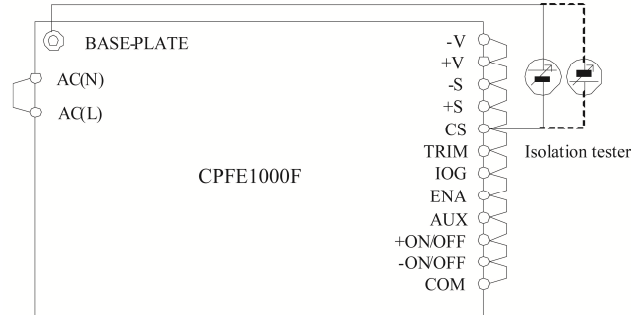 BASE-PLATE
AC(N)
AC(L)
CPFE1000F
-V
+V
-S
+S
CS
TRIM
IOG
ENA
AUX
+ON/OFF
-ON/OFF
COM
Isolation tester